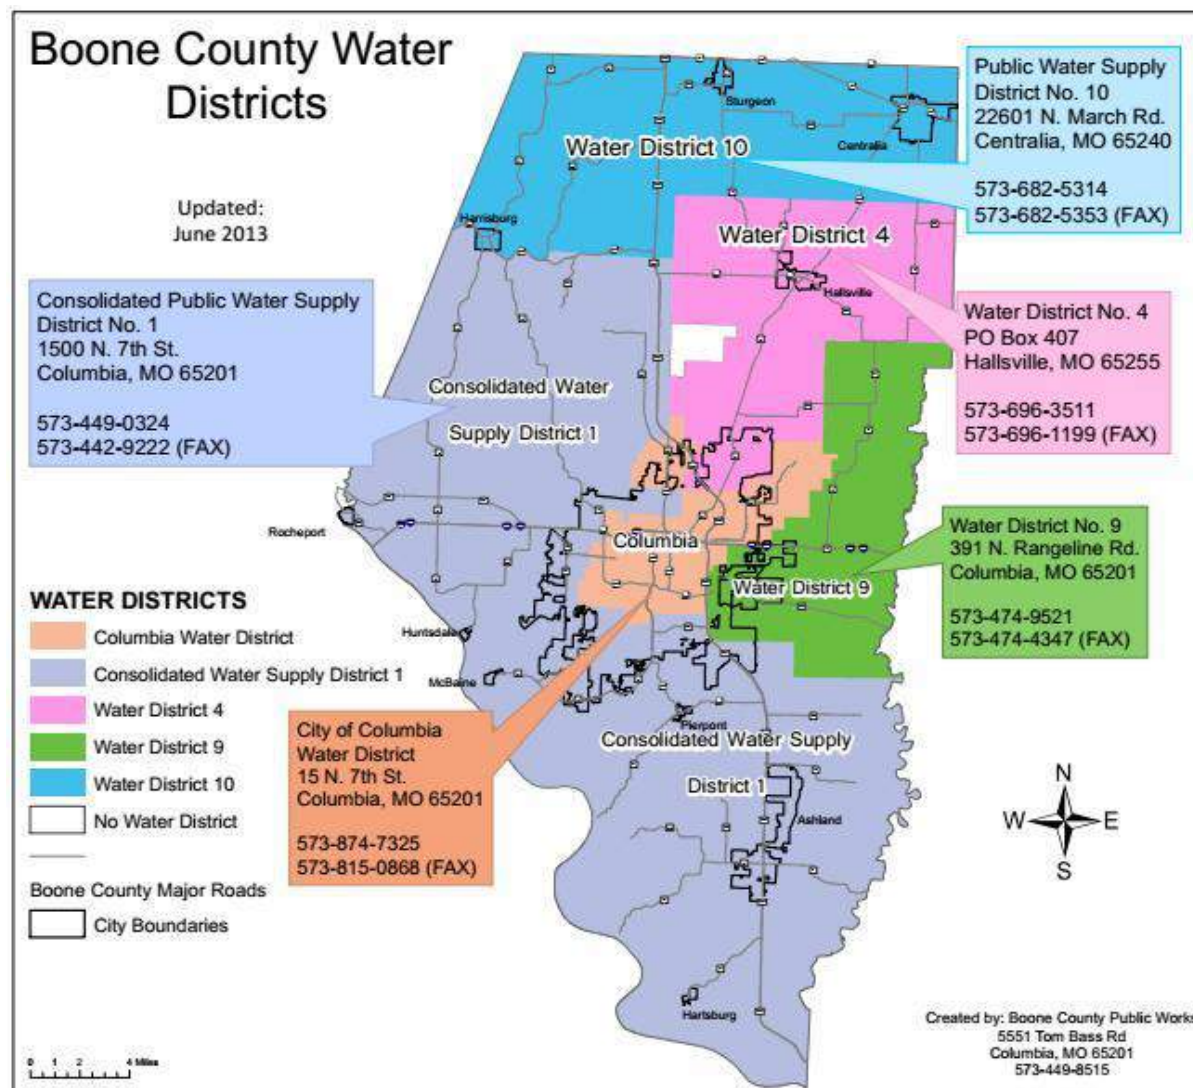 Boone County Water
Districts
Updated:
June 2013
Public Water Supply
District No. 10
22601 N. March Rd.
Centralia, MO 65240
573-682-5314
573-682-5353 (FAX)
Sturgeon
Centralia
Water District 10
Harrisburg
Water District 4
Hallsville
Consolidated Public Water Supply
District No. 1
1500 N. 7th St.
Columbia, MO 65201
573-449-0324
573-442-9222 (FAX)
Water District No. 4
PO Box 407
Hallsville, MO 65255
573-696-3511
573-696-1199 (FAX)
Consolidated Water
Supply District 1
Rocheport
Columbia
Water District No. 9
391 N. Rangeline Rd.
Columbia, MO 65201
573-474-9521
573-474-4347 (FAX)
Water District 9
WATER DISTRICTS
Columbia Water District
Consolidated Water Supply District 1
Water District 4
Water District 9
Water District 10
No Water District
Boone County Major Roads
City Boundaries
Huntsdale
McBaine
Pierpont
City of Columbia
Water District
15 N. 7th St.
Columbia, MO 65201
573-874-7325
573-815-0868 (FAX)
Consolidated Water Supply
District 1
Ashland
Hartsburg
N
W E
S
0 1 2 4 Miles
Created by: Boone County Public Works
5551 Tom Bass Rd
Columbia, MO 65201
573-449-8515